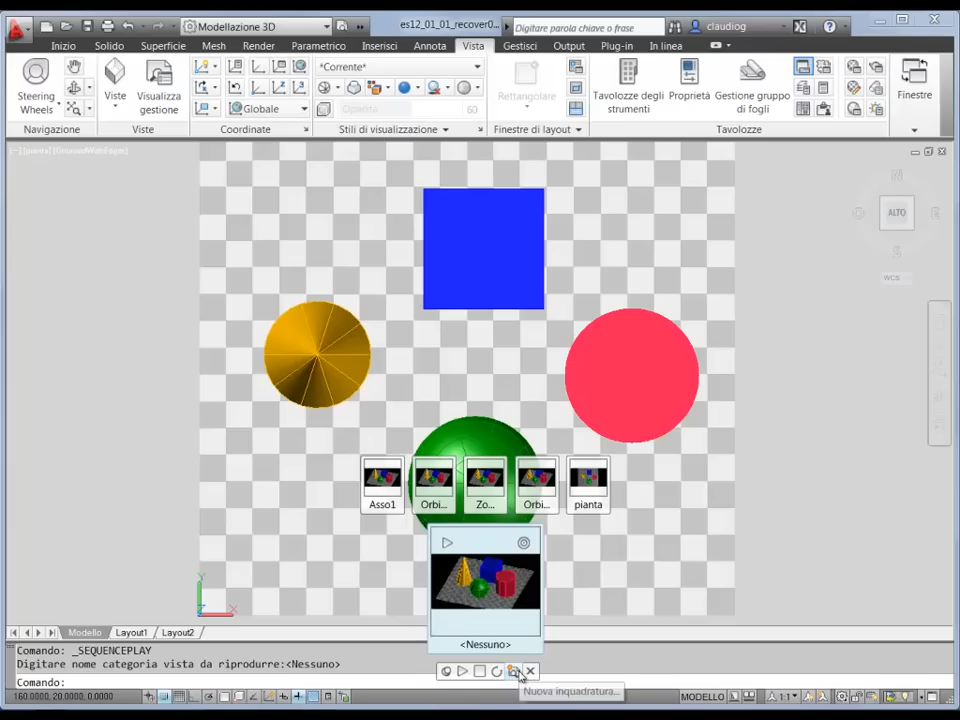 Modellazione 3D
es12_01_01_recover0...
Digitare parola chiave o frase
claudiog
Inizio Solido Superficie Mesh Render Parametrico Inserisci Annota Vista Gestisci Output Plug-in In linea
*Corrente*
Globale
Opacità 60
Steering Wheels
Viste
Visualizza gestione
Rettangolare
Tavolozze degli strumenti
Proprietà
Gestione gruppo di fogli
Finestre
Navigazione Viste Coordinate Stili di visualizzazione Finestre di layout Tavolozze
ALTO
WCS
Asso1 Orbi... Zo... Orbi... pianta
<Nessuno>
Y
X
Z
Modello Layout1 Layout2
Comando: _SEQUENCEPLAY
Digitare nome categoria vista da riprodurre:<Nessuno>
Comando:
Nuova inquadratura...
160.0000, 20.0000, 0.0000
MODELLO
1:1